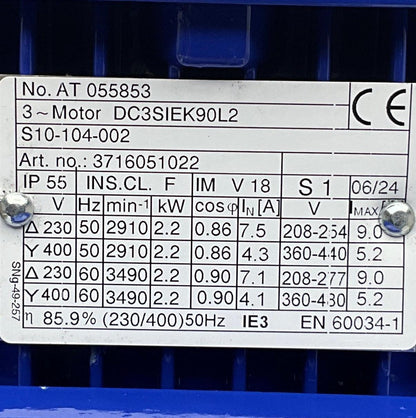 No. AT 055853
3~Motor DC3SIEK90L2
CE
S10-104-002
Art. no.: 3716051022
IP 55 INS.CL. F IM V 18 S 1 06/24
V Hz min-1 kW cosφ IN [A] V IMAX[A]
Δ 230 50 2910 2.2 0.86 7.5 208-254 9.0
Y 400 50 2910 2.2 0.86 4.3 360-440 5.2
Δ 230 60 3490 2.2 0.90 7.1 208-277 9.0
Y 400 60 3490 2.2 0.90 4.1 360-480 5.2
η 85.9% (230/400)50Hz IE3 EN 60034-1
SNg-49-257